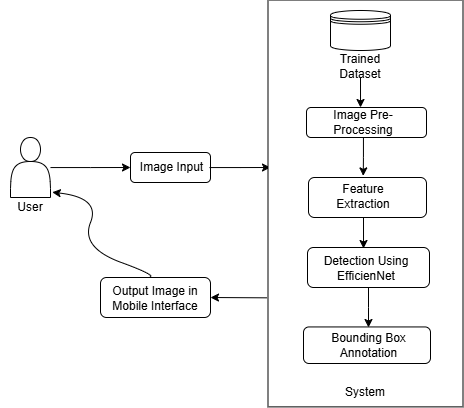 Trained
Dataset
Image Pre-
Processing
Image Input
Feature
Extraction
User
Detection Using
EfficienNet
Output Image in
Mobile Interface
Bounding Box
Annotation
System